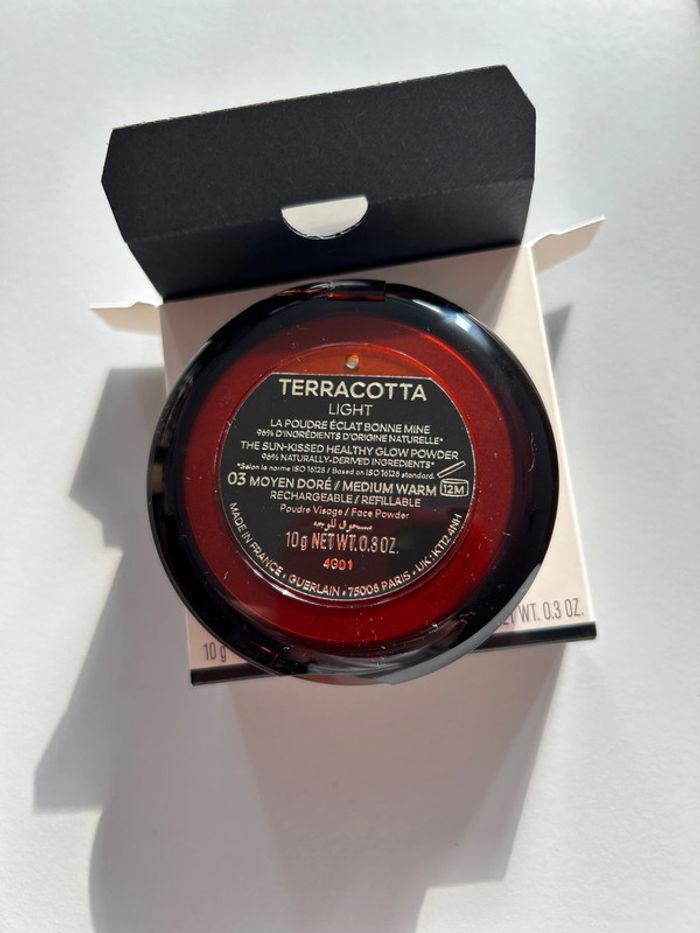 TERRACOTTA
LIGHT
LA POUDRE ÉCLAT BONNE MINE
96% D'INGRÉDIENTS D'ORIGINE NATURELLE*
THE SUN-KISSED HEALTHY GLOW POWDER
96% NATURALLY-DERIVED INGREDIENTS*
*Selon la norme ISO 16128 / Based on ISO 16128 standard.
03 MOYEN DORÉ / MEDIUM WARM 12M
RECHARGEABLE / REFILLABLE
Poudre Visage / Face Powder
مسحوق للوجه
10g NET WT. 0.3 OZ.
4GD1
MADE IN FRANCE • GUERLAIN • 75008 PARIS • UK: KT12 4NH
10 g
WT. 0.3 OZ.